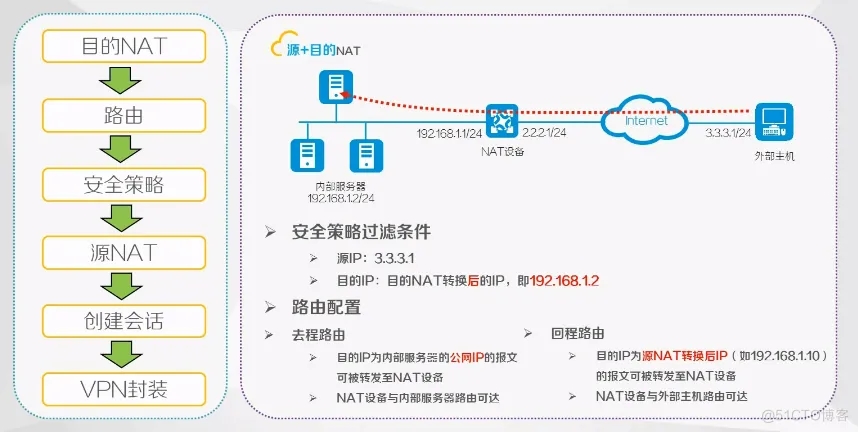 目的NAT
路由
安全策略
源NAT
创建会话
VPN封装
源+目的NAT
192.168.1.1/24
2.2.2.1/24
Internet
3.3.3.1/24
NAT设备
外部主机
内部服务器
192.168.1.2/24
安全策略过滤条件
源IP：3.3.3.1
目的IP：目的NAT转换后的IP，即192.168.1.2
路由配置
去程路由
目的IP为内部服务器的公网IP的报文
可被转发至NAT设备
NAT设备与内部服务器路由可达
回程路由
目的IP为源NAT转换后IP（如192.168.1.10）
的报文可被转发至NAT设备
NAT设备与外部主机路由可达
@51CTO博客